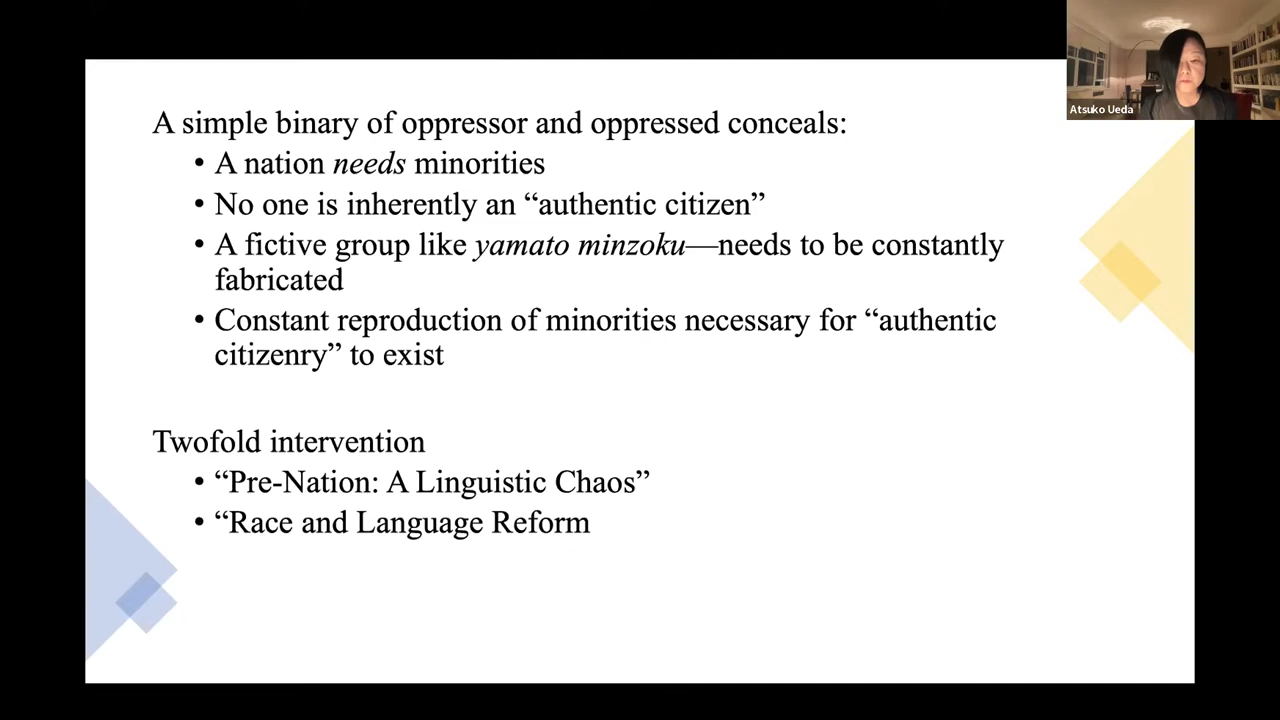 A simple binary of oppressor and oppressed conceals:
• A nation needs minorities
• No one is inherently an “authentic citizen”
• A fictive group like yamato minzoku—needs to be constantly
fabricated
• Constant reproduction of minorities necessary for “authentic
citizenry” to exist
Twofold intervention
• “Pre-Nation: A Linguistic Chaos”
• “Race and Language Reform
Atsuko Ueda